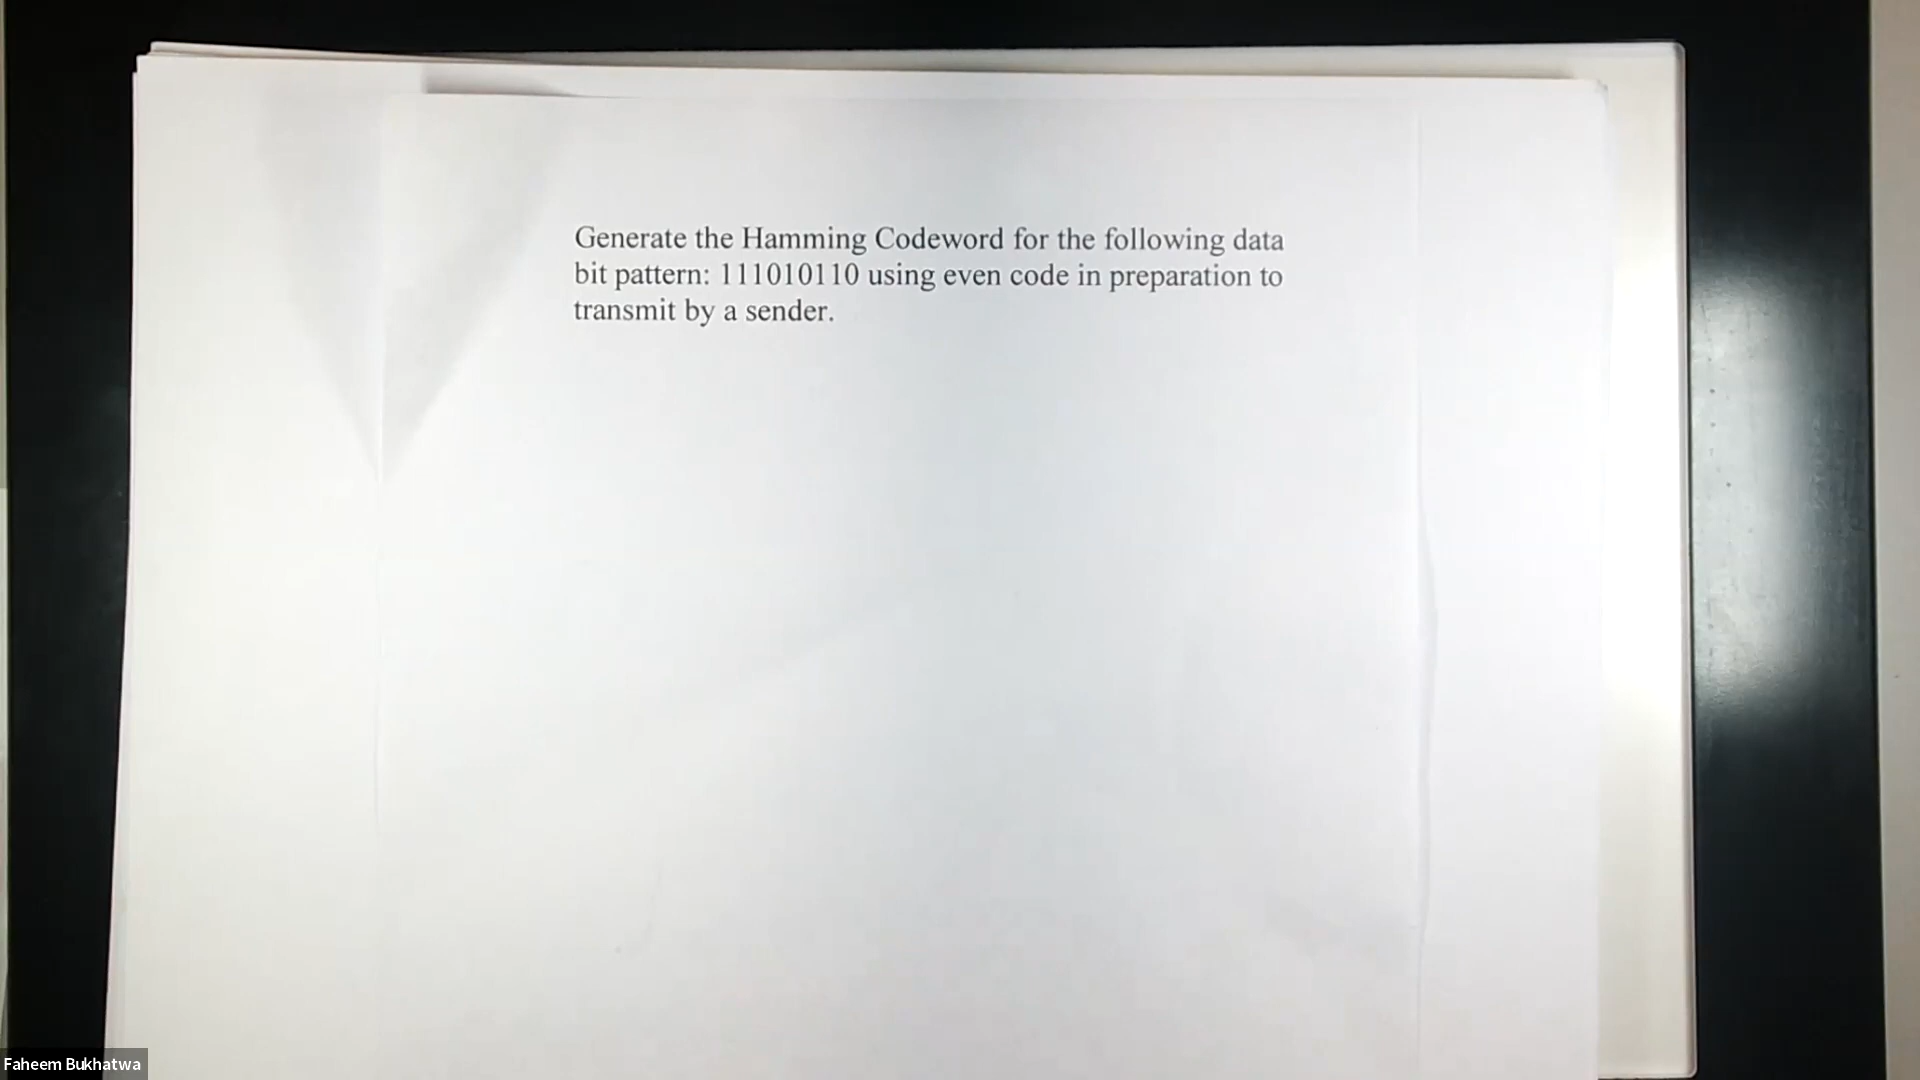 Generate the Hamming Codeword for the following data
bit pattern: 111010110 using even code in preparation to
transmit by a sender.
Faheem Bukhatwa